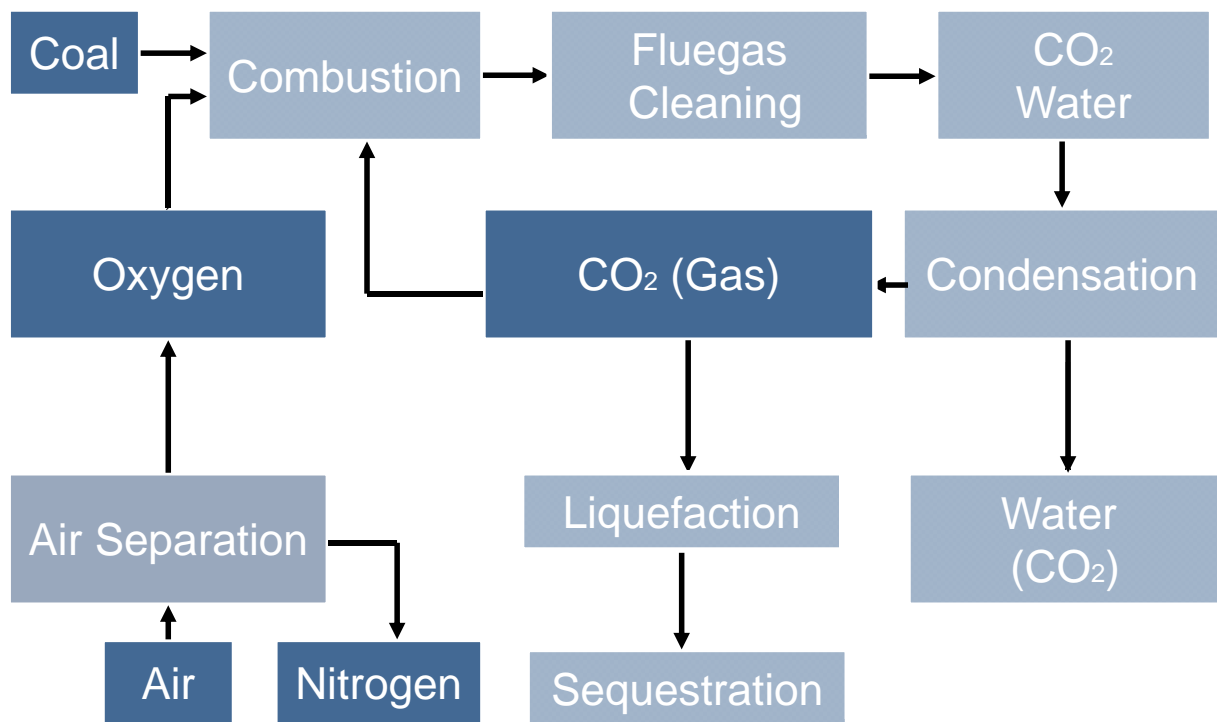 Coal
Combustion
Fluegas
Cleaning
CO₂
Water
Oxygen
CO₂ (Gas)
Condensation
Air Separation
Liquefaction
Water
(CO₂)
Air
Nitrogen
Sequestration